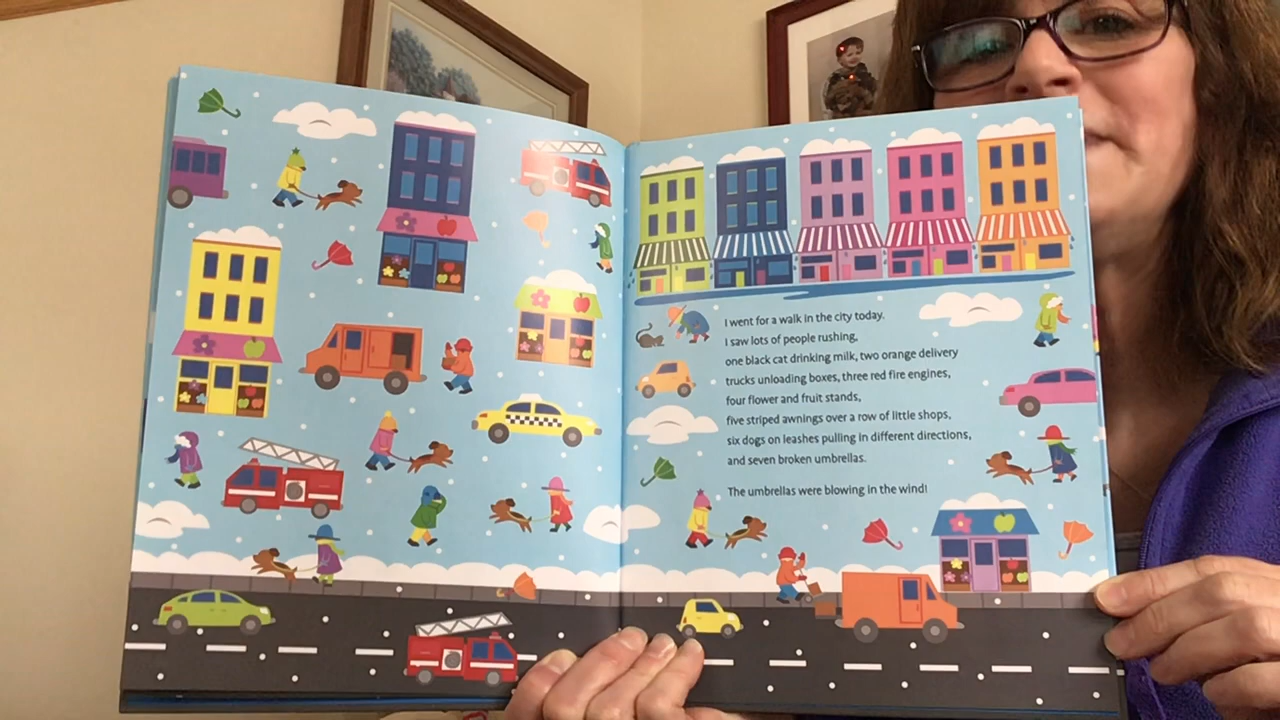 I went for a walk in the city today.
I saw lots of people rushing,
one black cat drinking milk, two orange delivery
trucks unloading boxes, three red fire engines,
four flower and fruit stands,
five striped awnings over a row of little shops,
six dogs on leashes pulling in different directions,
and seven broken umbrellas.
The umbrellas were blowing in the wind!